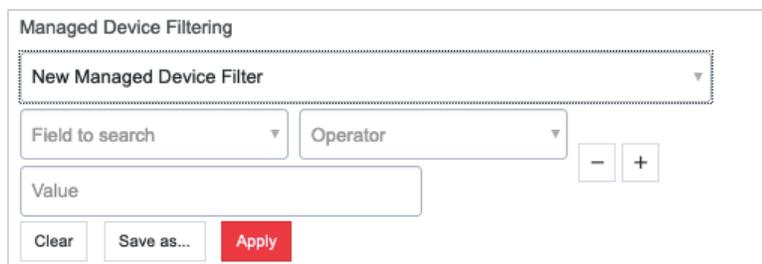 Managed Device Filtering
New Managed Device Filter
Field to search Operator
− +
Value
Clear Save as... Apply